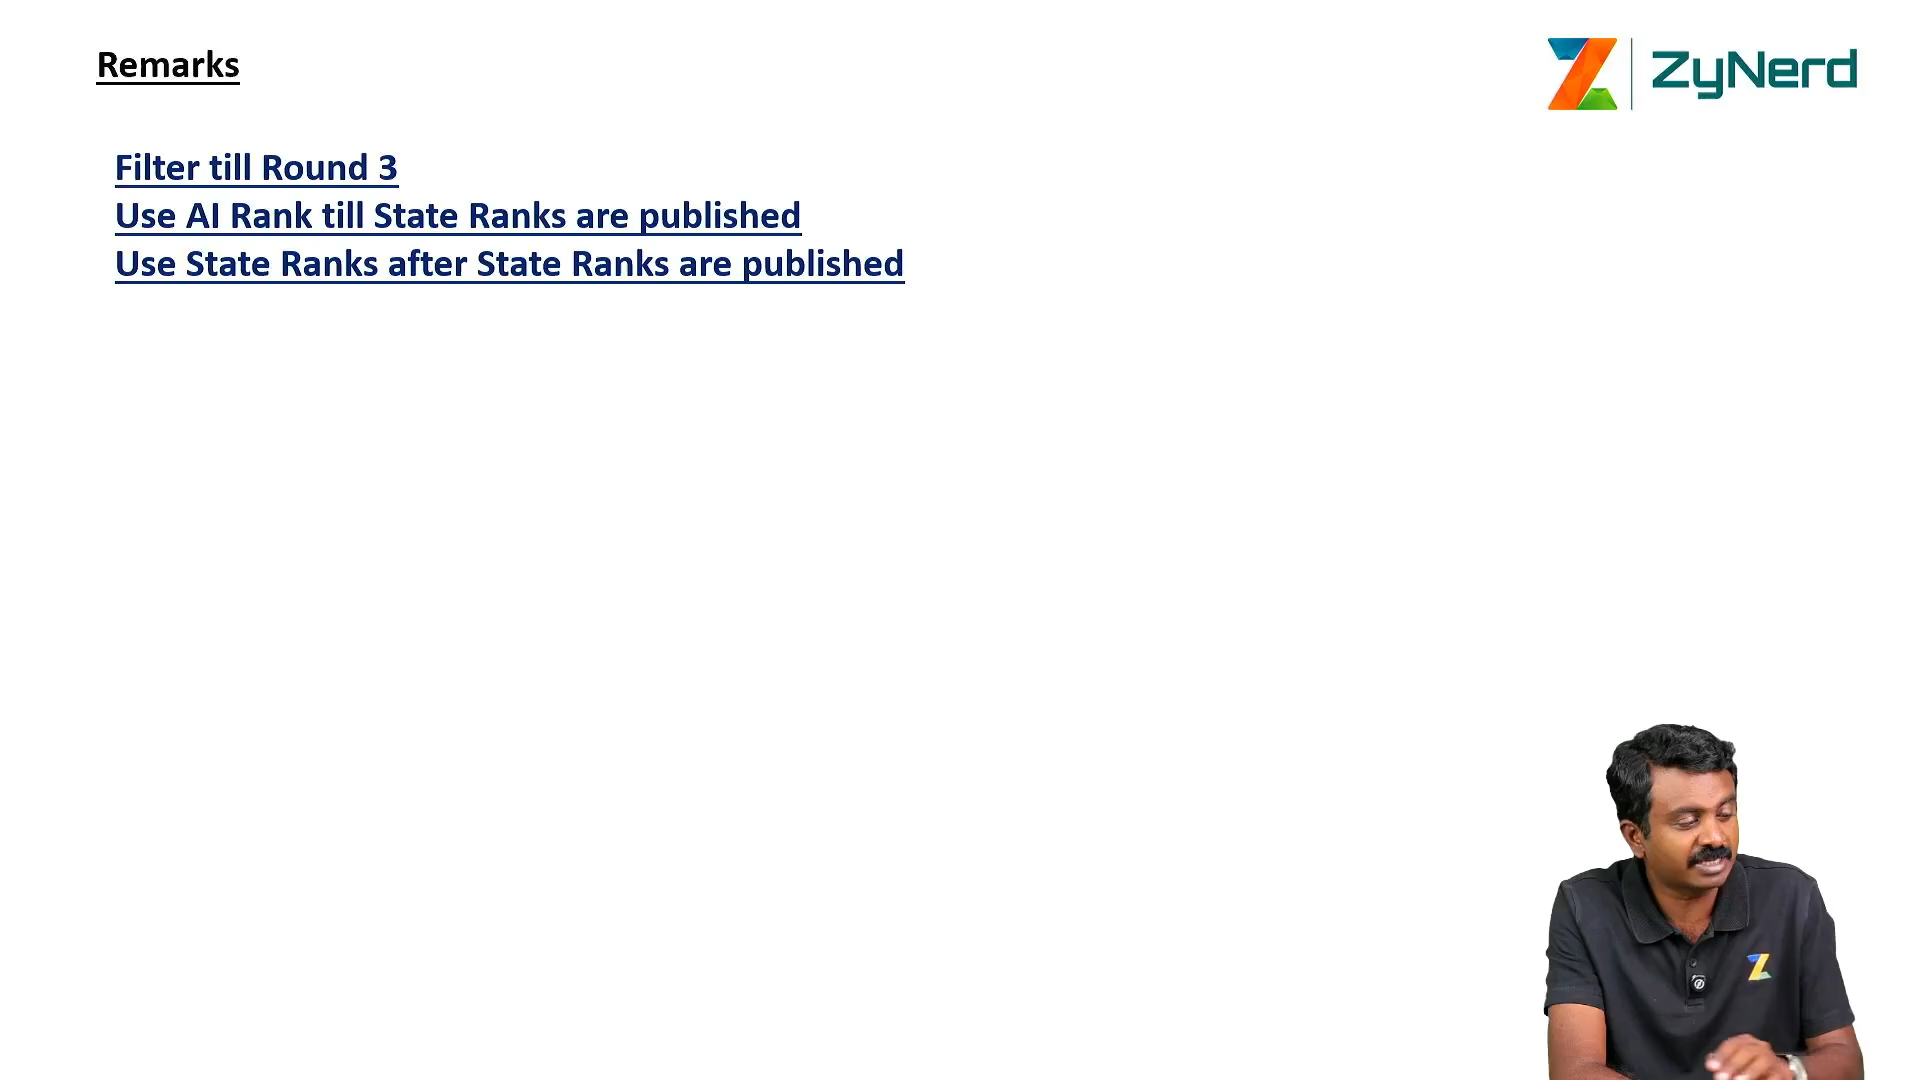 Remarks
ZyNerd
Filter till Round 3
Use AI Rank till State Ranks are published
Use State Ranks after State Ranks are published